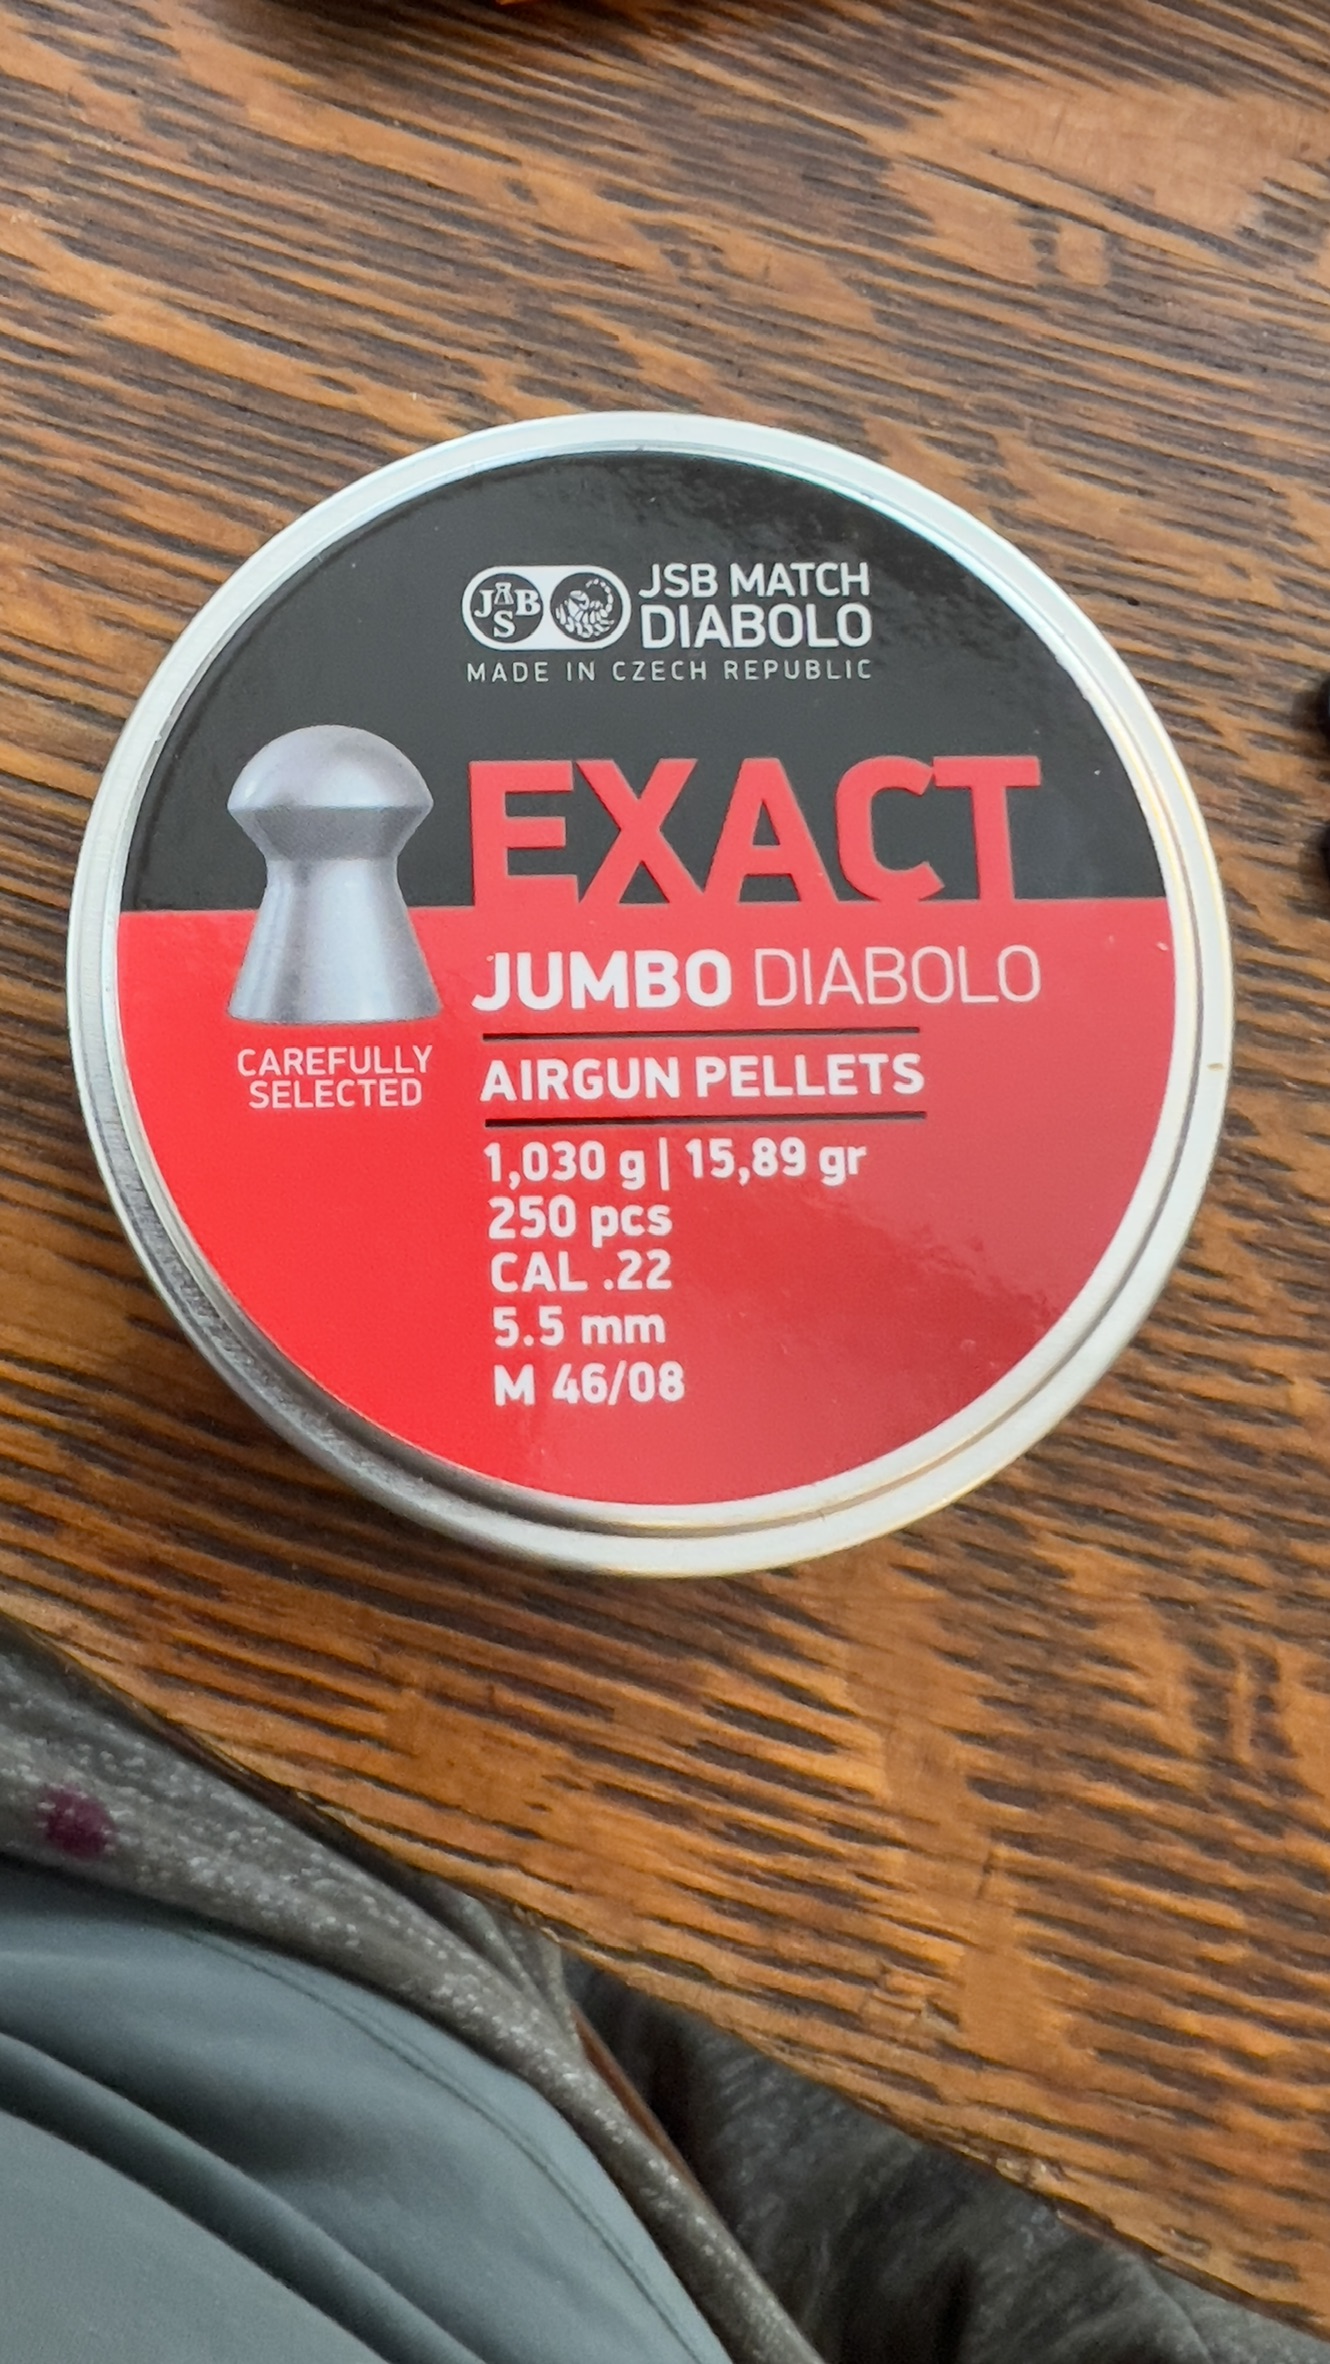 JSB
JSB MATCH
DIABOLO
MADE IN CZECH REPUBLIC
EXACT
JUMBO DIABOLO
AIRGUN PELLETS
CAREFULLY
SELECTED
1,030 g | 15,89 gr
250 pcs
CAL .22
5.5 mm
M 46/08